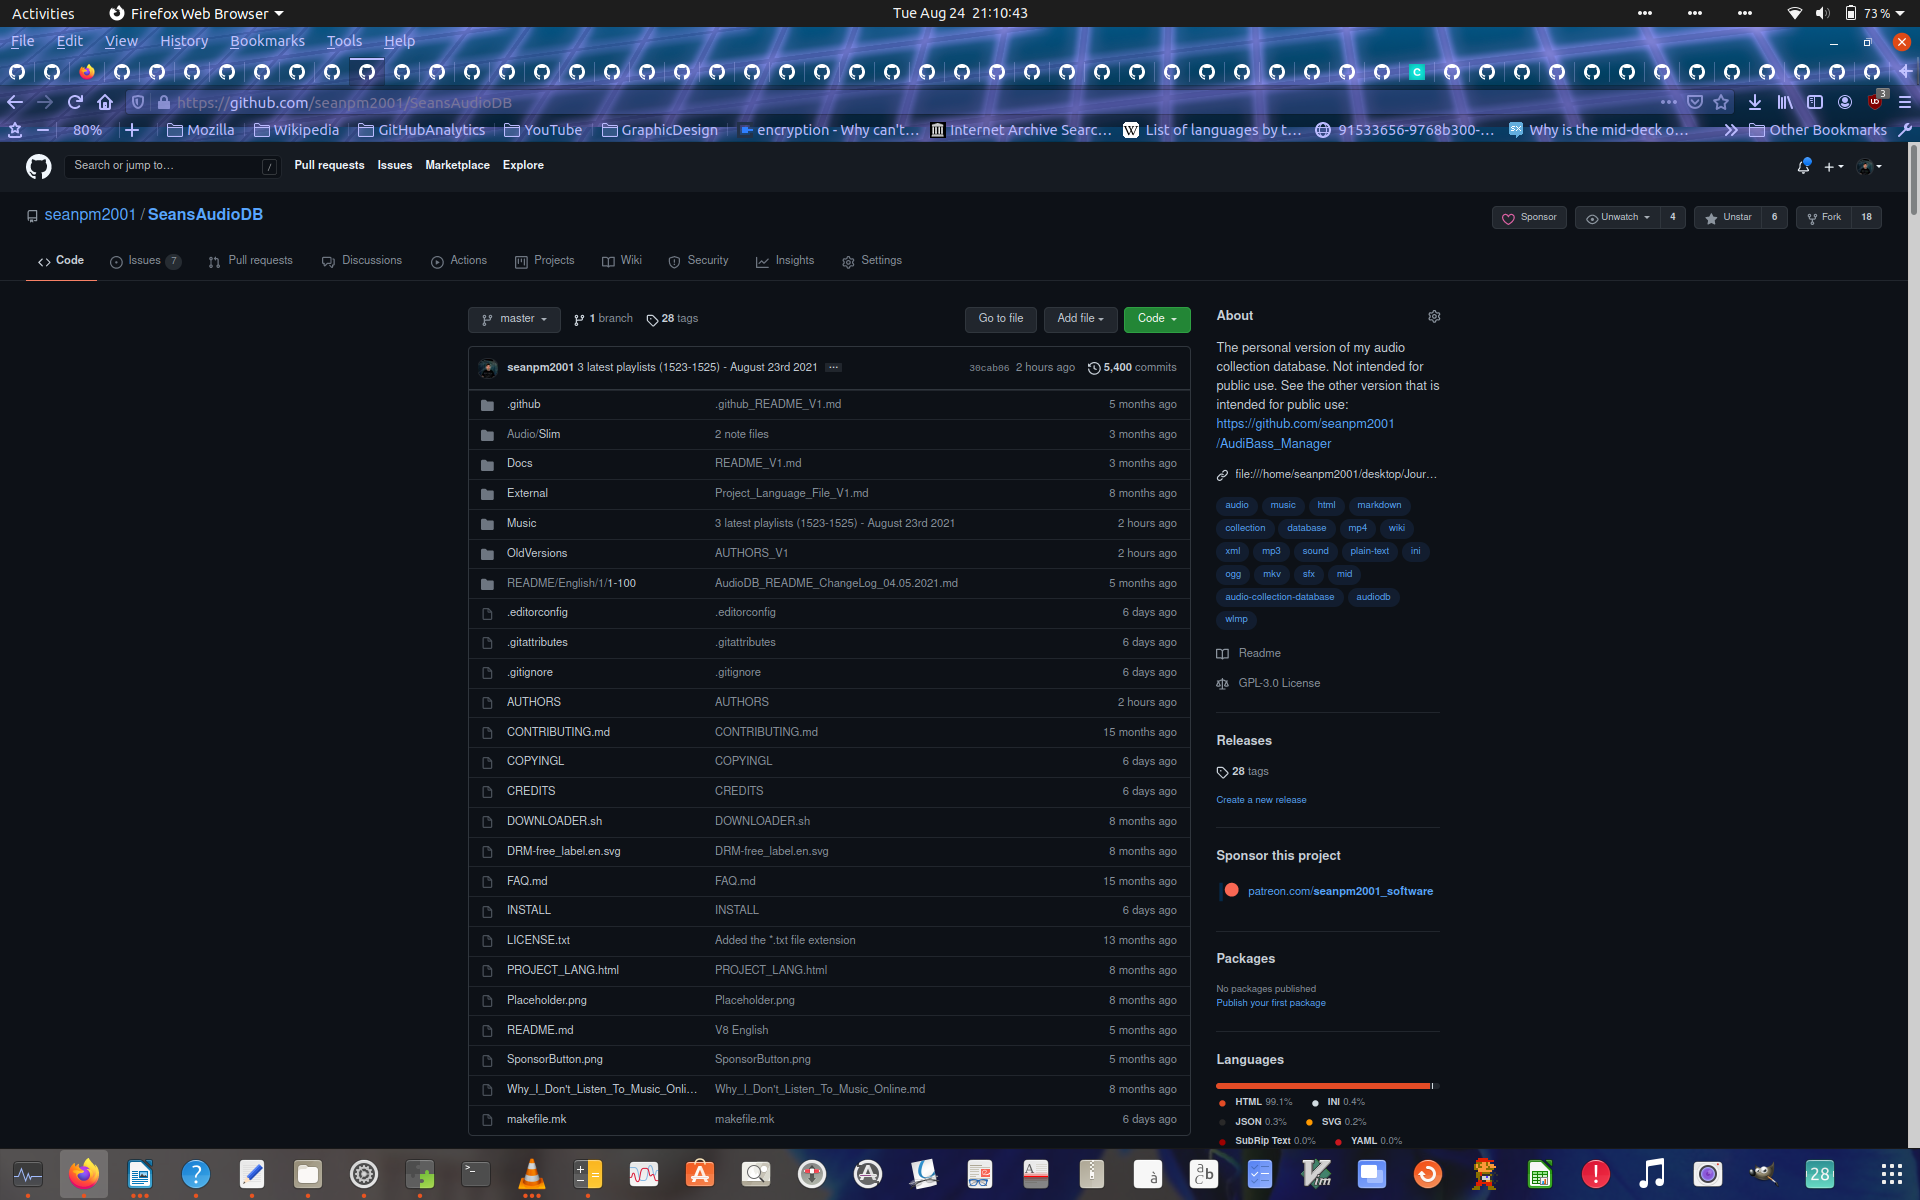 Activities Firefox Web Browser Tue Aug 24 21:10:43 73 %
File Edit View History Bookmarks Tools Help
https://github.com/seanpm2001/SeansAudioDB 3
80% Mozilla Wikipedia GitHubAnalytics YouTube GraphicDesign encryption - Why can't… Internet Archive Searc… List of languages by t… 91533656-9768b300-… Why is the mid-deck o… Other Bookmarks
Search or jump to… / Pull requests Issues Marketplace Explore
seanpm2001 / SeansAudioDB Sponsor Unwatch 4 Unstar 6 Fork 18
Code Issues 7 Pull requests Discussions Actions Projects Wiki Security Insights Settings
master 1 branch 28 tags Go to file Add file Code
seanpm2001 3 latest playlists (1523-1525) - August 23rd 2021 … 30cab06 2 hours ago 5,400 commits
.github .github_README_V1.md 5 months ago
Audio/Slim 2 note files 3 months ago
Docs README_V1.md 3 months ago
External Project_Language_File_V1.md 8 months ago
Music 3 latest playlists (1523-1525) - August 23rd 2021 2 hours ago
OldVersions AUTHORS_V1 2 hours ago
README/English/1/1-100 AudioDB_README_ChangeLog_04.05.2021.md 5 months ago
.editorconfig .editorconfig 6 days ago
.gitattributes .gitattributes 6 days ago
.gitignore .gitignore 6 days ago
AUTHORS AUTHORS 2 hours ago
CONTRIBUTING.md CONTRIBUTING.md 15 months ago
COPYINGL COPYINGL 6 days ago
CREDITS CREDITS 6 days ago
DOWNLOADER.sh DOWNLOADER.sh 8 months ago
DRM-free_label.en.svg DRM-free_label.en.svg 8 months ago
FAQ.md FAQ.md 15 months ago
INSTALL INSTALL 6 days ago
LICENSE.txt Added the *.txt file extension 13 months ago
PROJECT_LANG.html PROJECT_LANG.html 8 months ago
Placeholder.png Placeholder.png 8 months ago
README.md V8 English 5 months ago
SponsorButton.png SponsorButton.png 5 months ago
Why_I_Don't_Listen_To_Music_Onli… Why_I_Don't_Listen_To_Music_Online.md 8 months ago
makefile.mk makefile.mk 6 days ago
About
The personal version of my audio
collection database. Not intended for
public use. See the other version that is
intended for public use:
https://github.com/seanpm2001
/AudiBass_Manager
file:///home/seanpm2001/desktop/Jour…
audio music html markdown
collection database mp4 wiki
xml mp3 sound plain-text ini
ogg mkv sfx mid
audio-collection-database audiodb
wlmp
Readme
GPL-3.0 License
Releases
28 tags
Create a new release
Sponsor this project
patreon.com/seanpm2001_software
Packages
No packages published
Publish your first package
Languages
HTML 99.1% INI 0.4%
JSON 0.3% SVG 0.2%
SubRip Text 0.0% YAML 0.0%
28